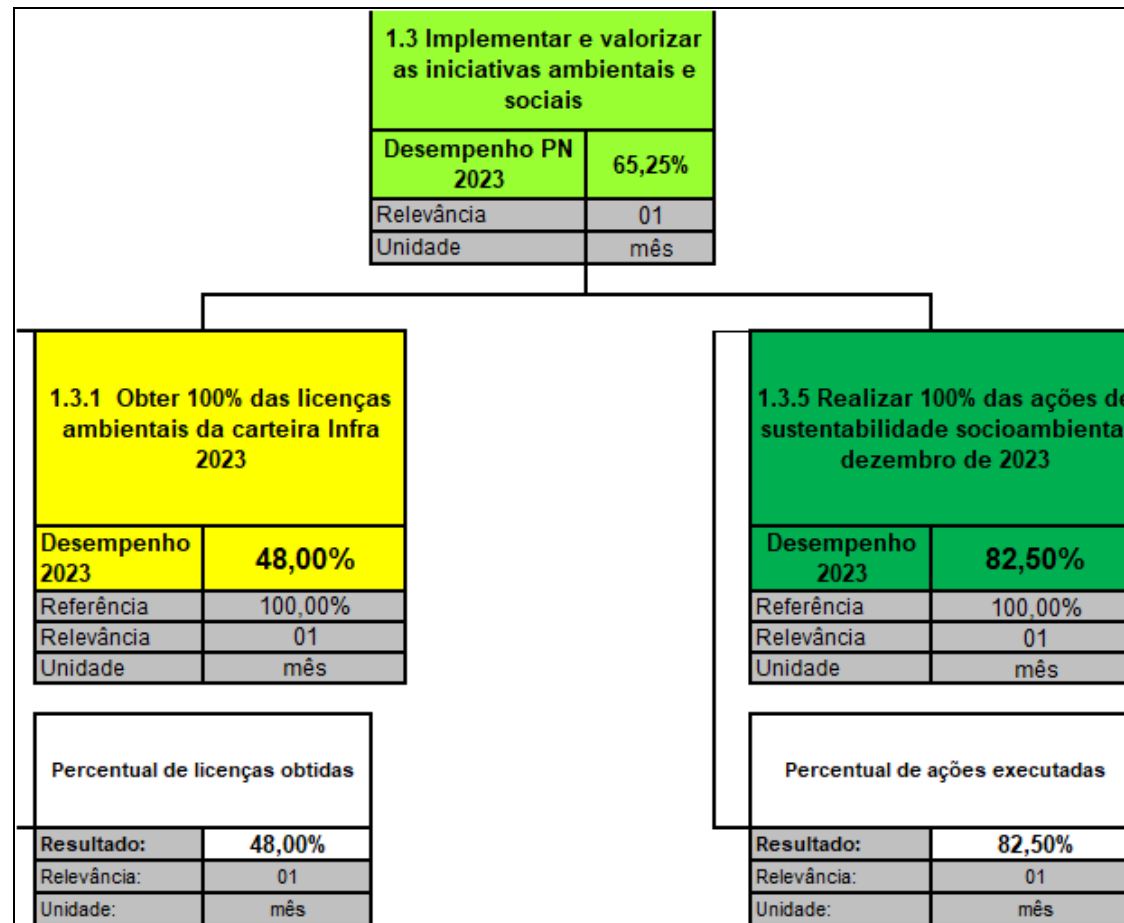 1.3 Implementar e valorizar
as iniciativas ambientais e
sociais
Desempenho PN
2023
65,25%
Relevância 01
Unidade mês
1.3.1 Obter 100% das licenças
ambientais da carteira Infra
2023
Desempenho
2023
48,00%
Referência 100,00%
Relevância 01
Unidade mês
Percentual de licenças obtidas
Resultado: 48,00%
Relevância: 01
Unidade: mês
1.3.5 Realizar 100% das ações de
sustentabilidade socioambienta
dezembro de 2023
Desempenho
2023
82,50%
Referência 100,00%
Relevância 01
Unidade mês
Percentual de ações executadas
Resultado: 82,50%
Relevância: 01
Unidade: mês